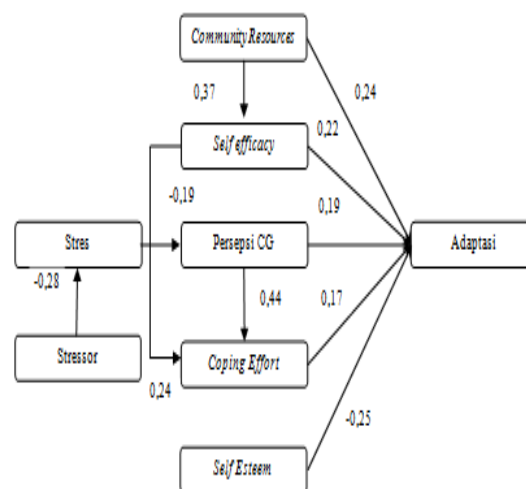 Community Resources
0,37
0,24
Self efficacy
0,22
-0,19
0,19
Stres
Persepsi CG
Adaptasi
-0,28
0,44
0,17
Stressor
Coping Effort
0,24
-0,25
Self Esteem